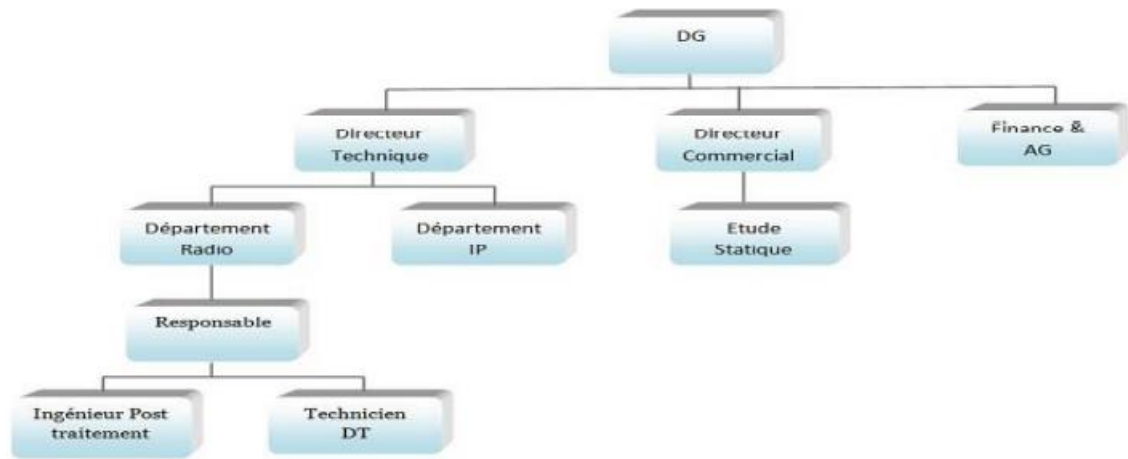 DG
Directeur
Technique
Directeur
Commercial
Finance &
AG
Département
Radio
Département
IP
Etude
Statique
Responsable
Ingénieur Post
traitement
Technicien
DT